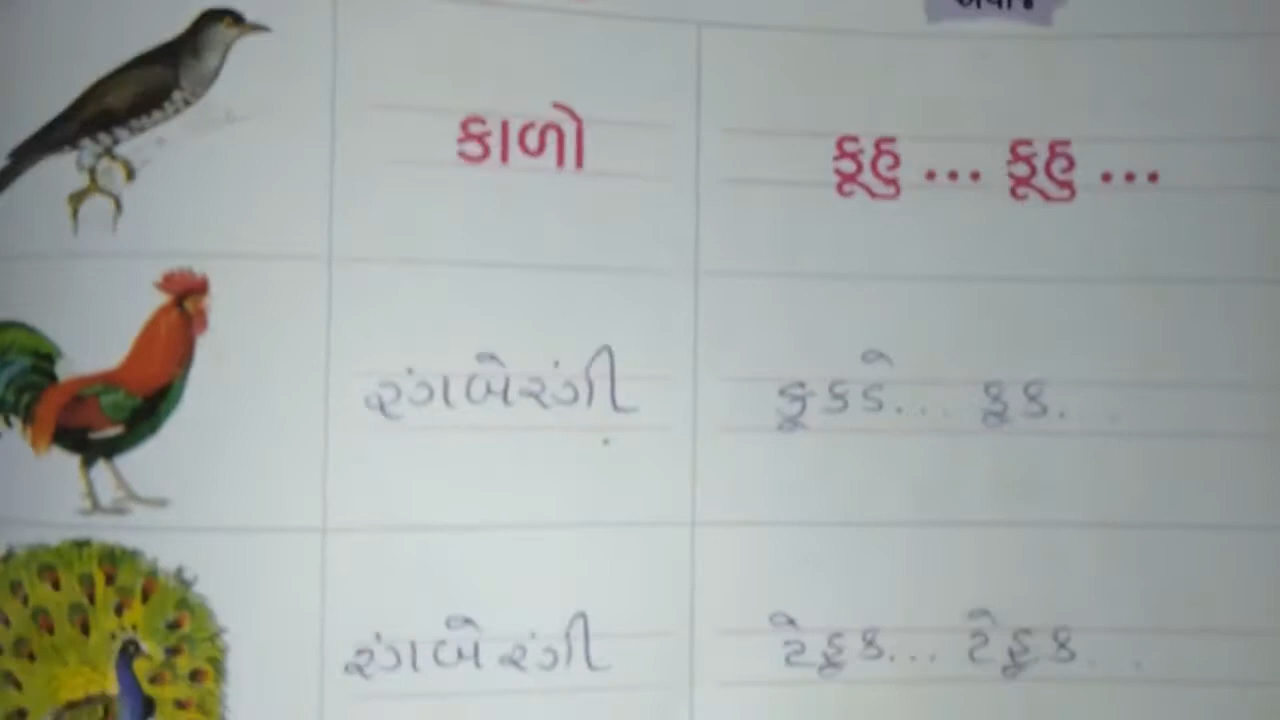 કાળો
કૂહુ ... કૂહુ ...
રંગબેરંગી
કૂકડે... કૂક...
રંગબેરંગી
ટેહૂક... ટેહૂક...